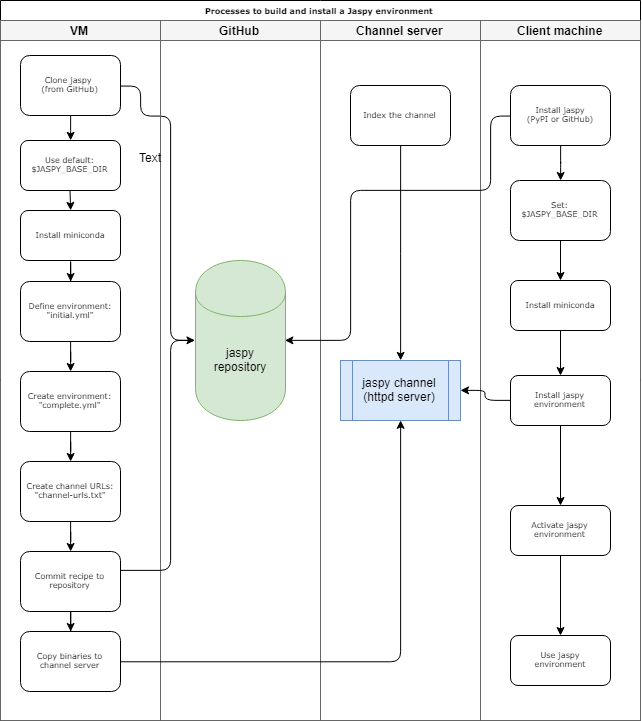 Processes to build and install a Jaspy environment
VM
GitHub
Channel server
Client machine
Clone jaspy
(from GitHub)
Use default:
$JASPY_BASE_DIR
Text
Install miniconda
Define environment:
"initial.yml"
Create environment:
"complete.yml"
Create channel URLs:
"channel-urls.txt"
Commit recipe to
repository
Copy binaries to
channel server
jaspy
repository
Index the channel
jaspy channel
(httpd server)
Install jaspy
(PyPI or GitHub)
Set:
$JASPY_BASE_DIR
Install miniconda
Install jaspy
environment
Activate jaspy
environment
Use jaspy
environment